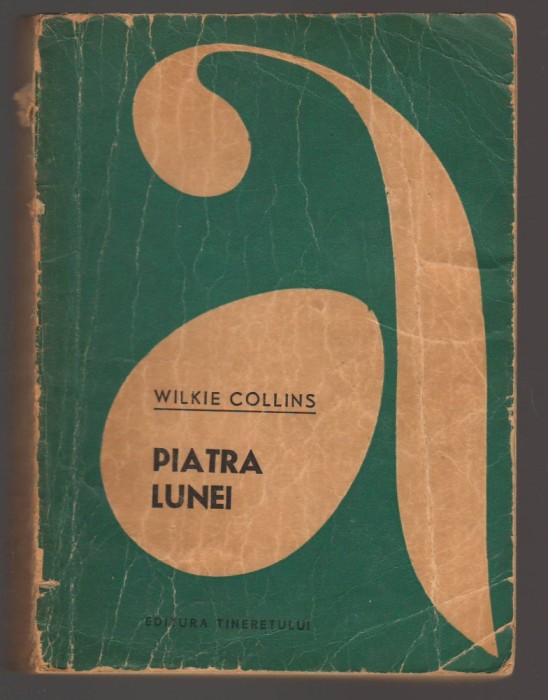 a
WILKIE COLLINS
PIATRA
LUNEI
EDITURA TINERETULUI